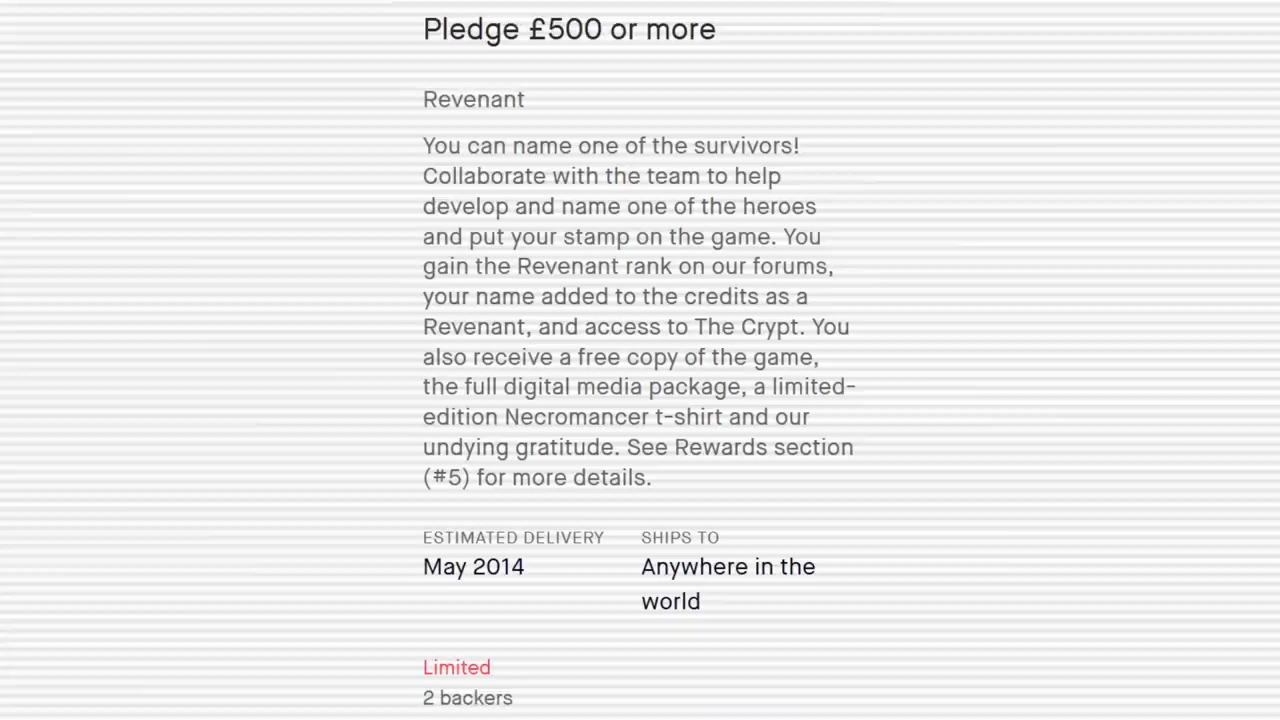 Pledge £500 or more
Revenant
You can name one of the survivors!
Collaborate with the team to help
develop and name one of the heroes
and put your stamp on the game. You
gain the Revenant rank on our forums,
your name added to the credits as a
Revenant, and access to The Crypt. You
also receive a free copy of the game,
the full digital media package, a limited-
edition Necromancer t-shirt and our
undying gratitude. See Rewards section
(#5) for more details.
ESTIMATED DELIVERY
May 2014
SHIPS TO
Anywhere in the
world
Limited
2 backers